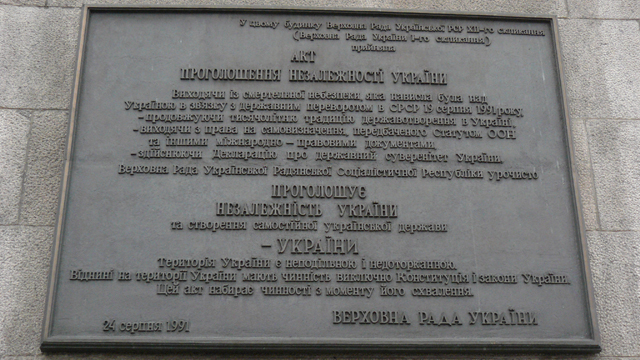 У цьому будинку Верховна Рада Української РСР XII-го скликання
(Верховна Рада України I-го скликання)
прийняла
АКТ
ПРОГОЛОШЕННЯ НЕЗАЛЕЖНОСТІ УКРАЇНИ
Виходячи із смертельної небезпеки, яка нависла була над
Україною в звязку з державним переворотом в СРСР 19 серпня 1991 року,
-продовжуючи тисячолітню традицію державотворення в Україні,
-виходячи з права на самовизначення, передбаченого Статутом ООН
та іншими міжнародно-правовими документами,
-здійснюючи Декларацію про державний суверенітет України,
Верховна Рада Української Радянської Соціалістичної Республіки урочисто
ПРОГОЛОШУЄ
НЕЗАЛЕЖНІСТЬ УКРАЇНИ
та створення самостійної української держави
-УКРАЇНИ
Територія України є неподільною і недоторканною.
Віднині на території України мають чинність виключно Конституція і закони України.
Цей акт набирає чинності з моменту його схвалення.
24 серпня 1991 ВЕРХОВНА РАДА УКРАЇНИ